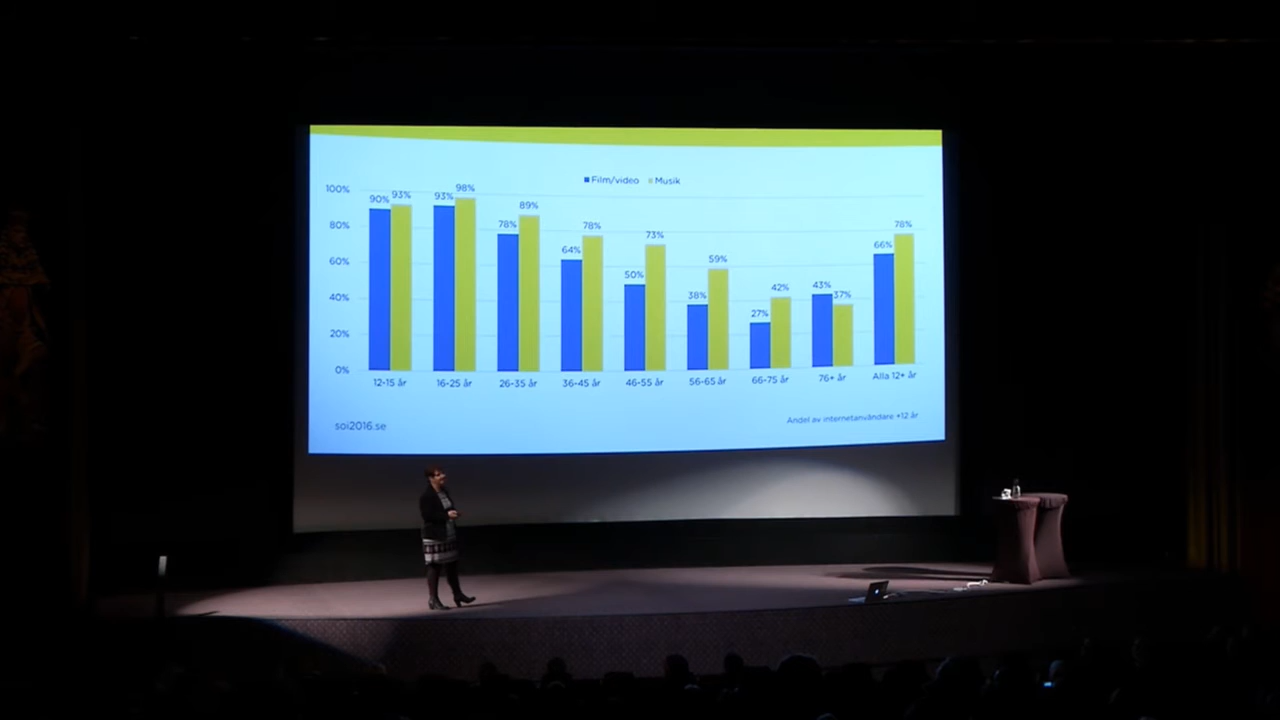 Film/video Musik
100%
80%
60%
40%
20%
0%
90% 93% 93% 98% 78% 89% 64% 78% 50% 73% 38% 59% 27% 42% 43% 37% 66% 78%
12-15 år 16-25 år 26-35 år 36-45 år 46-55 år 56-65 år 66-75 år 76+ år Alla 12+ år
soi2016.se
Andel av internetanvändare +12 år